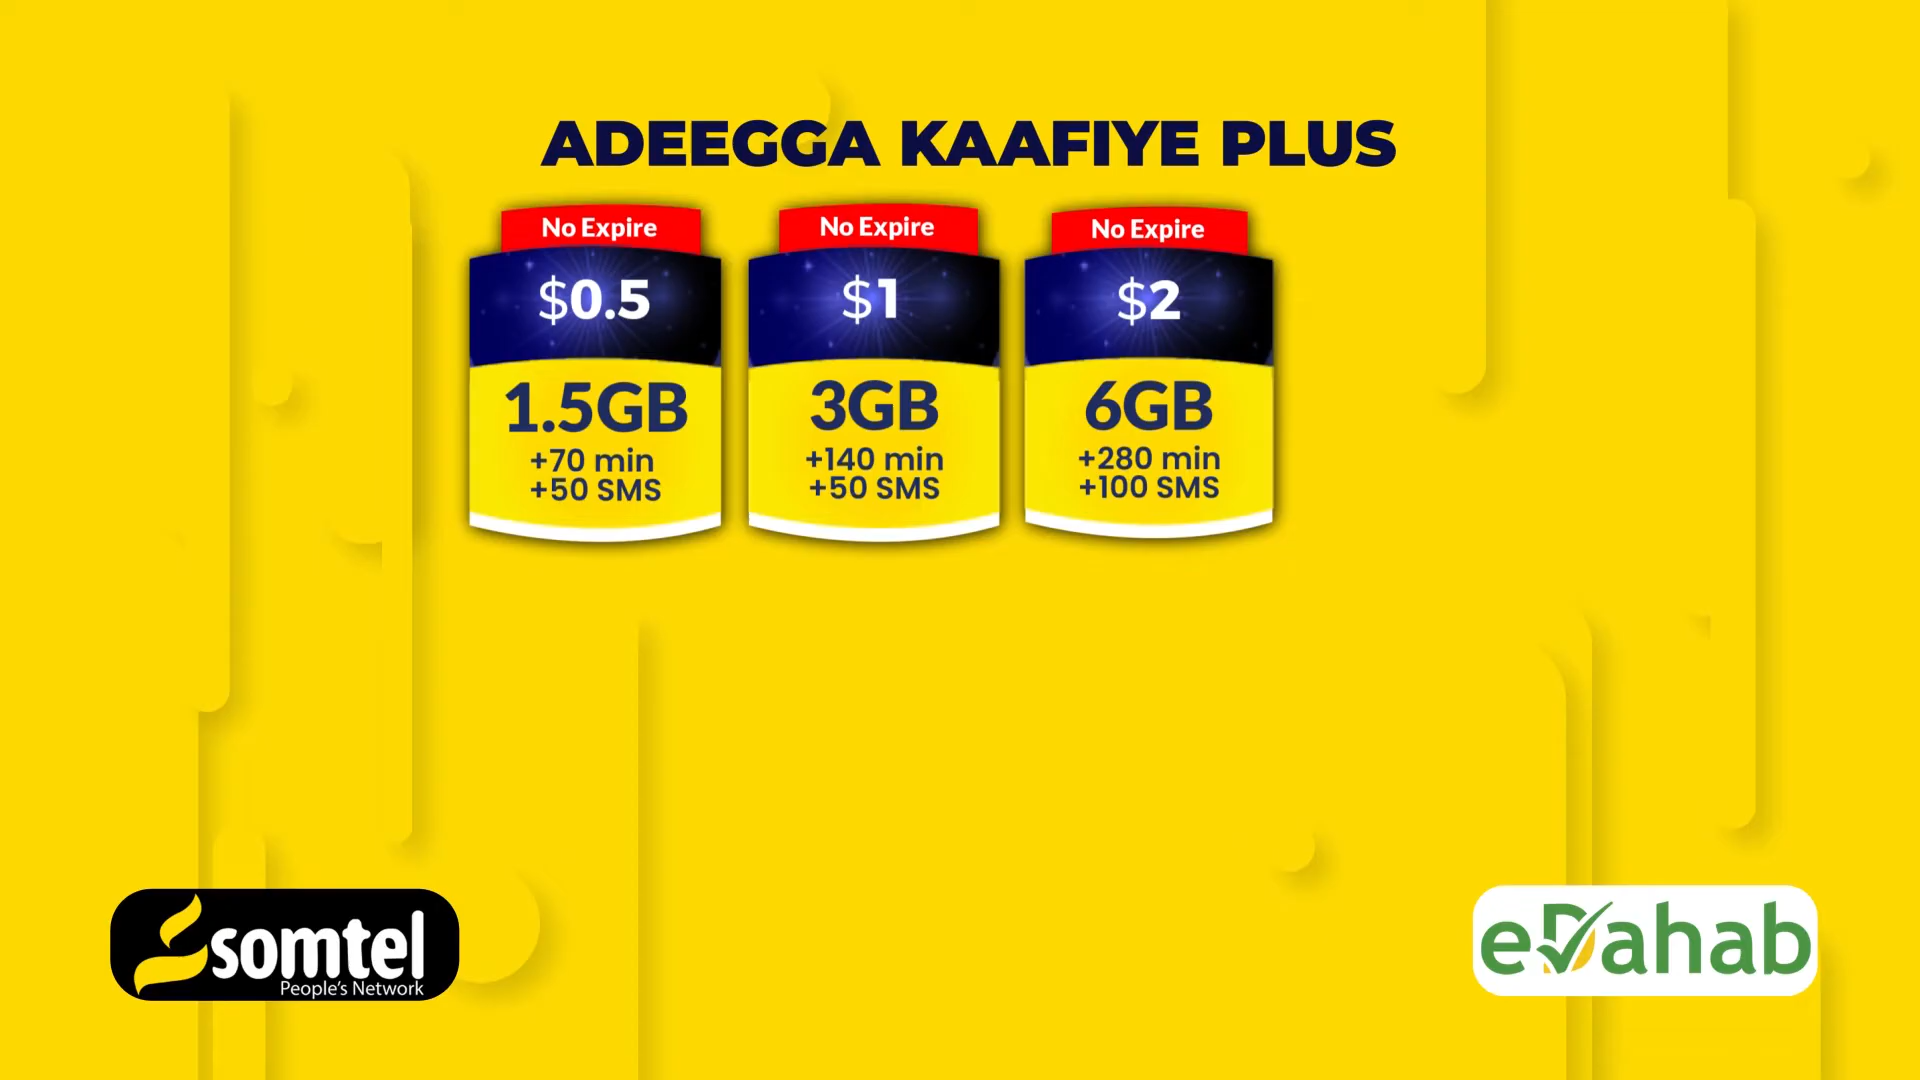 ADEEGGA KAAFIYE PLUS
No Expire
$0.5
1.5GB
+70 min
+50 SMS
No Expire
$1
3GB
+140 min
+50 SMS
No Expire
$2
6GB
+280 min
+100 SMS
somtel
People's Network
eDahab